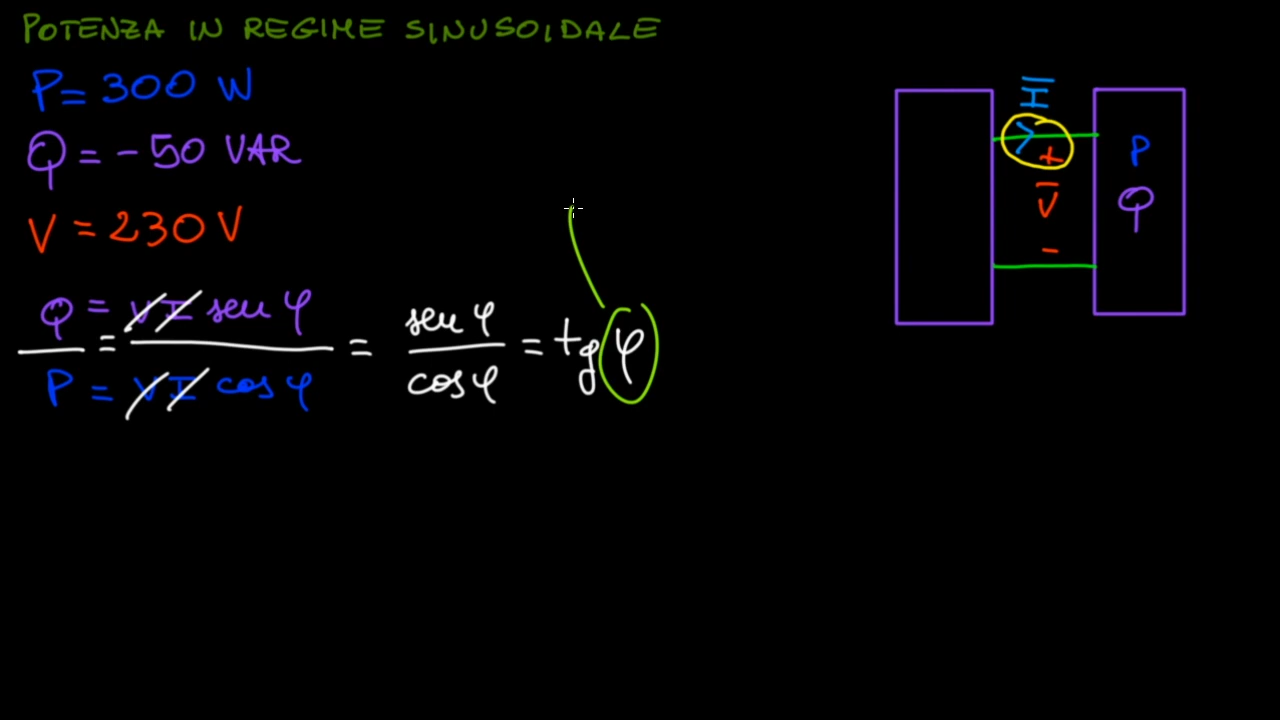 POTENZA IN REGIME SINUSOIDALE
P = 300 W
Q = - 50 VAR
V = 230 V
Q = VI sen φ
P = VI cos φ
=
= sen φ / cos φ = tg φ
I
+
V
-
P
Q